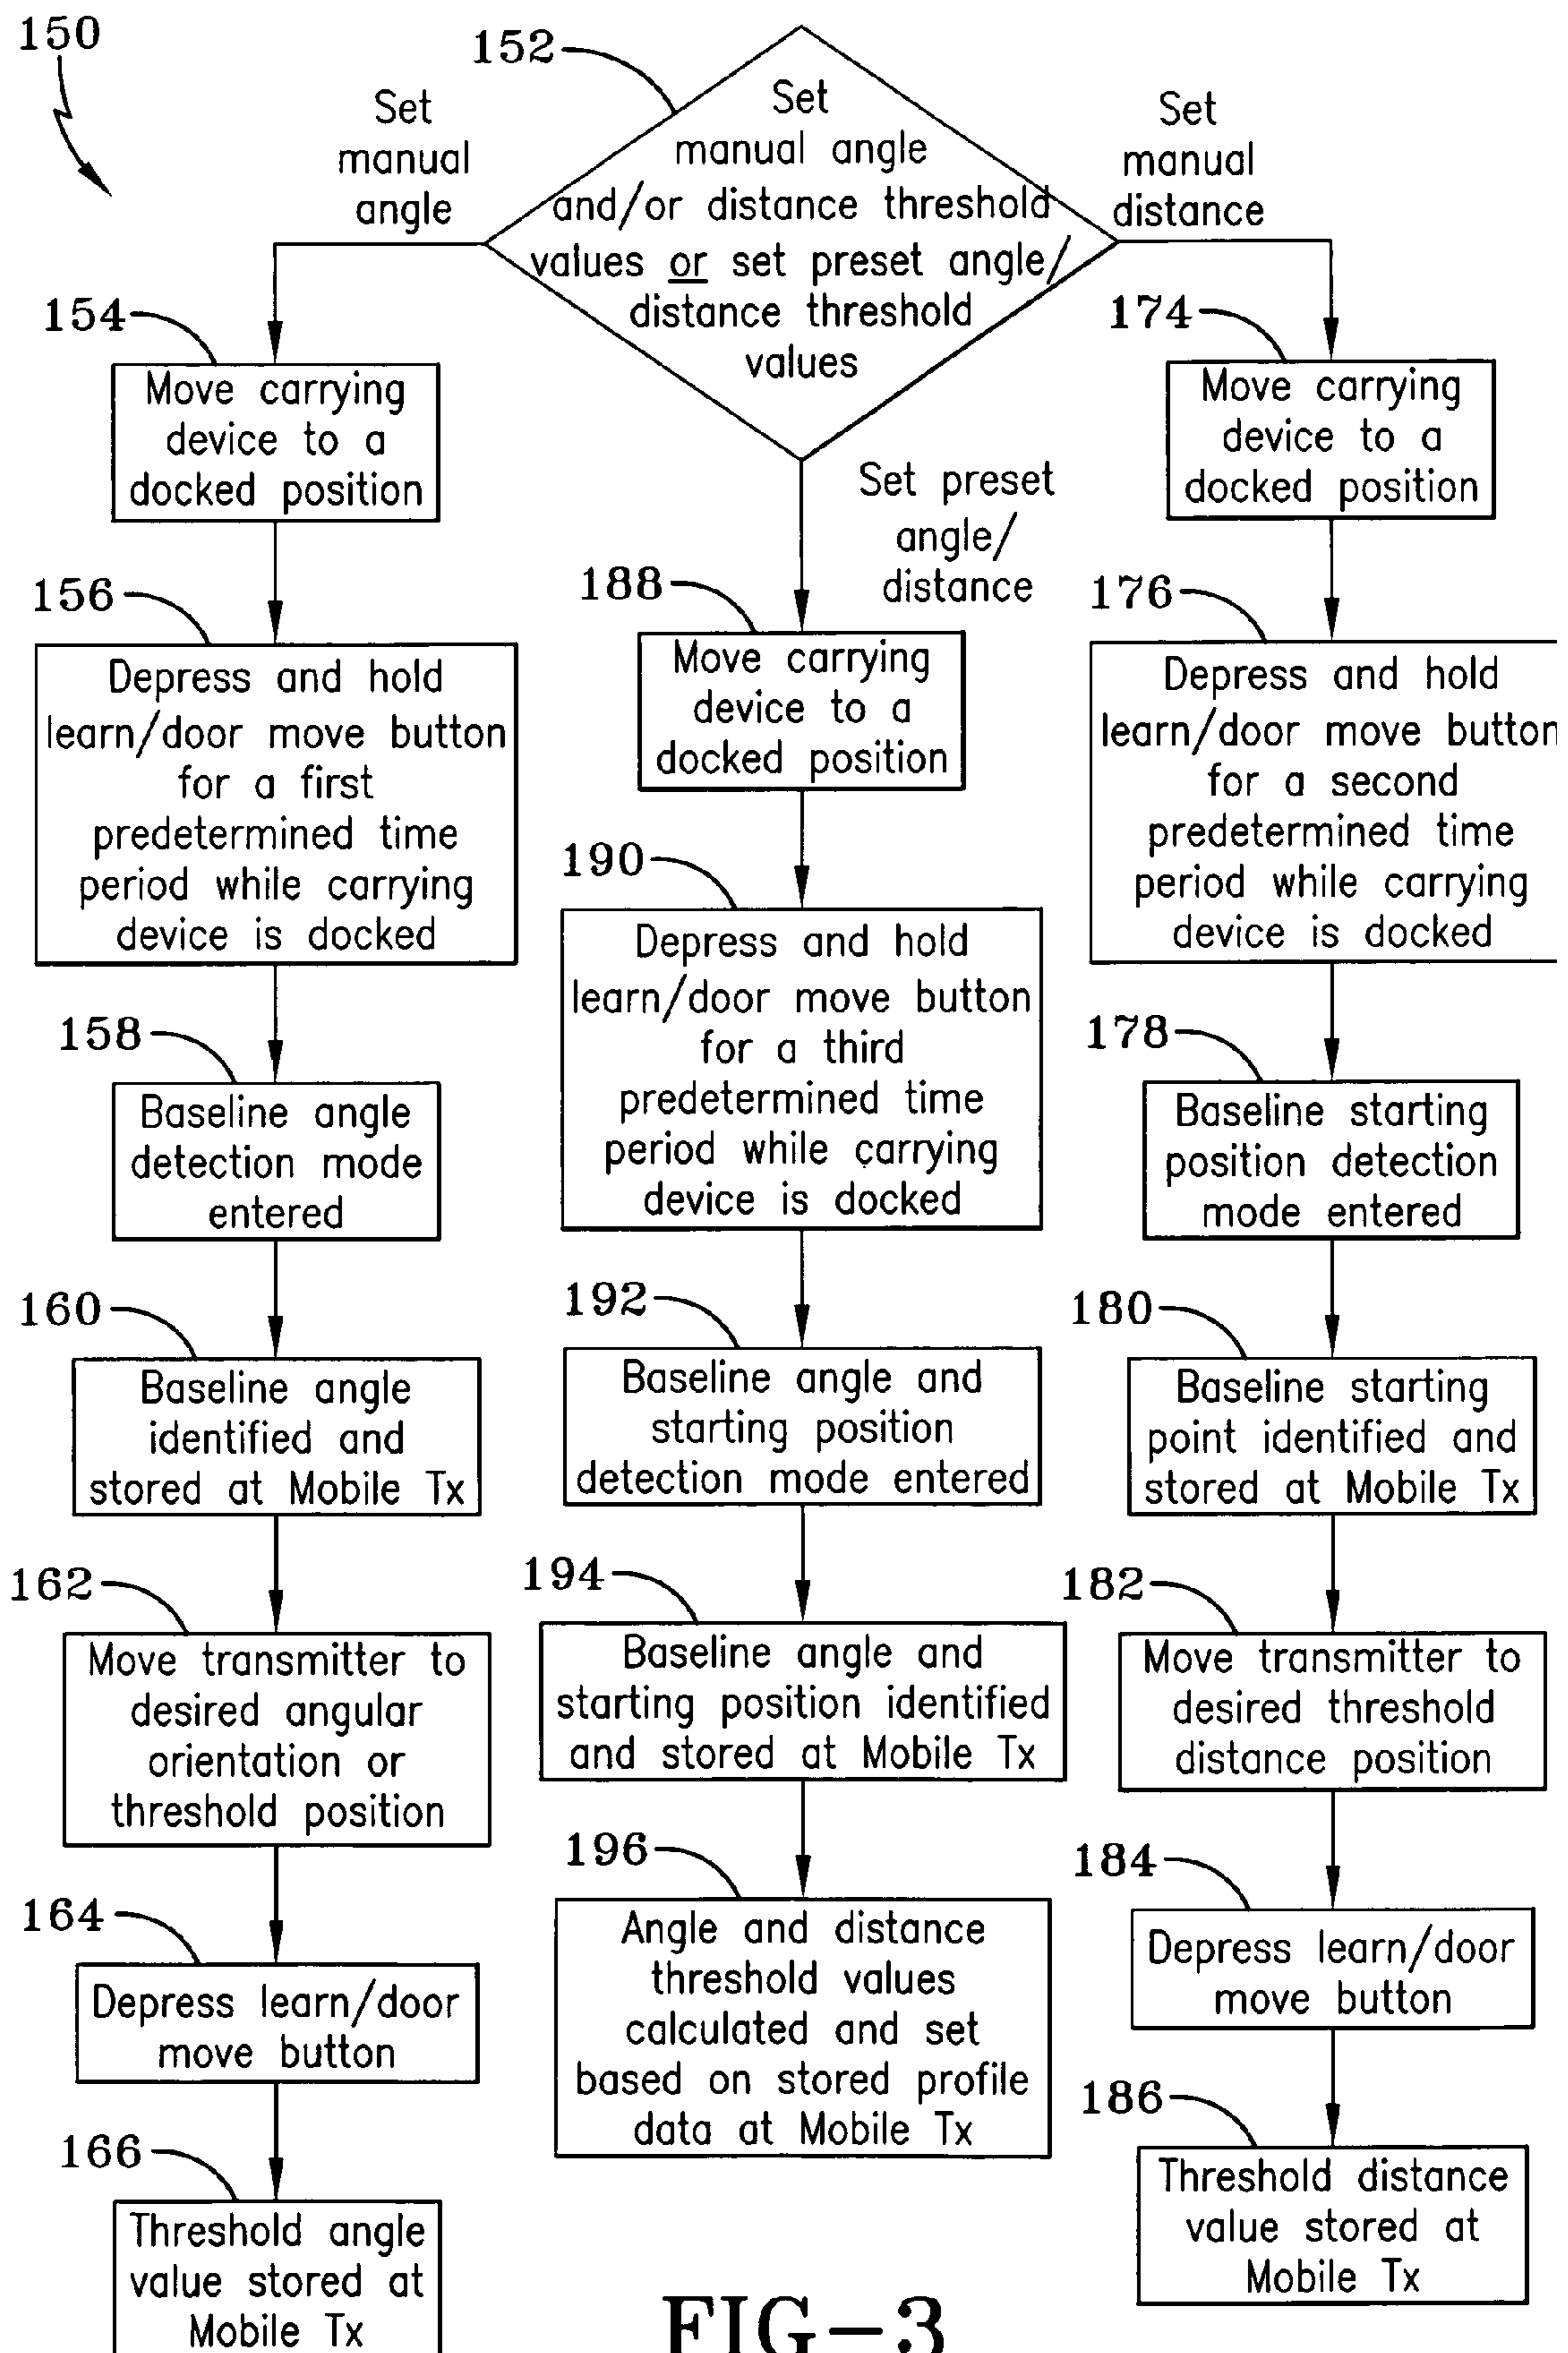 150
152
Set
manual angle
and/or distance threshold
values or set preset angle/
distance threshold
values
Set
manual
angle
Set
manual
distance
Set preset
angle/
distance
154
Move carrying
device to a
docked position
156
Depress and hold
learn/door move button
for a first
predetermined time
period while carrying
device is docked
158
Baseline angle
detection mode
entered
160
Baseline angle
identified and
stored at Mobile Tx
162
Move transmitter to
desired angular
orientation or
threshold position
164
Depress learn/door
move button
166
Threshold angle
value stored at
Mobile Tx
188
Move carrying
device to a
docked position
190
Depress and hold
learn/door move button
for a third
predetermined time
period while carrying
device is docked
192
Baseline angle and
starting position
detection mode entered
194
Baseline angle and
starting position identified
and stored at Mobile Tx
196
Angle and distance
threshold values
calculated and set
based on stored profile
data at Mobile Tx
174
Move carrying
device to a
docked position
176
Depress and hold
learn/door move button
for a second
predetermined time
period while carrying
device is docked
178
Baseline starting
position detection
mode entered
180
Baseline starting
point identified and
stored at Mobile Tx
182
Move transmitter to
desired threshold
distance position
184
Depress learn/door
move button
186
Threshold distance
value stored at
Mobile Tx
FIG-3